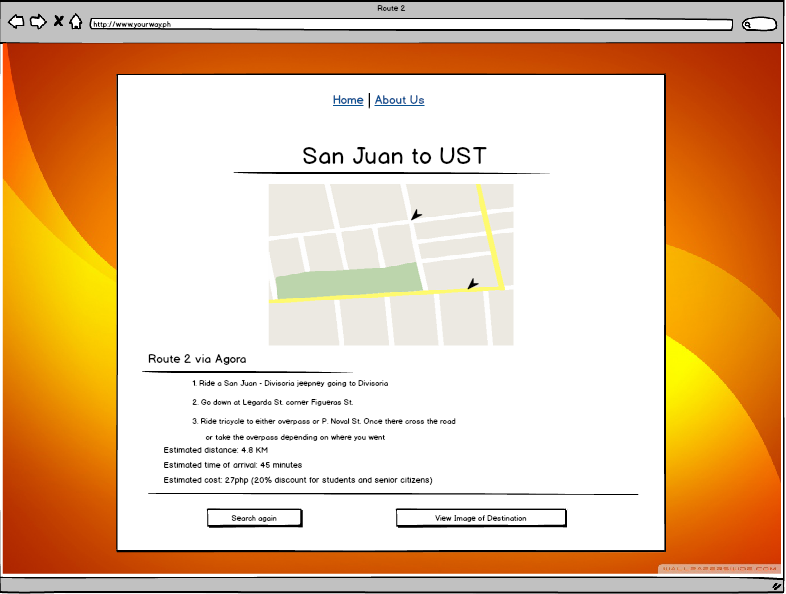 Route 2
http://www.yourway.ph
Home | About Us
San Juan to UST
Route 2 via Agora
1. Ride a San Juan - Divisoria jeepney going to Divisoria
2. Go down at Legarda St. corner Figueras St.
3. Ride tricycle to either overpass or P. Noval St. Once there cross the road
or take the overpass depending on where you went
Estimated distance: 4.8 KM
Estimated time of arrival: 45 minutes
Estimated cost: 27php (20% discount for students and senior citizens)
Search again
View Image of Destination